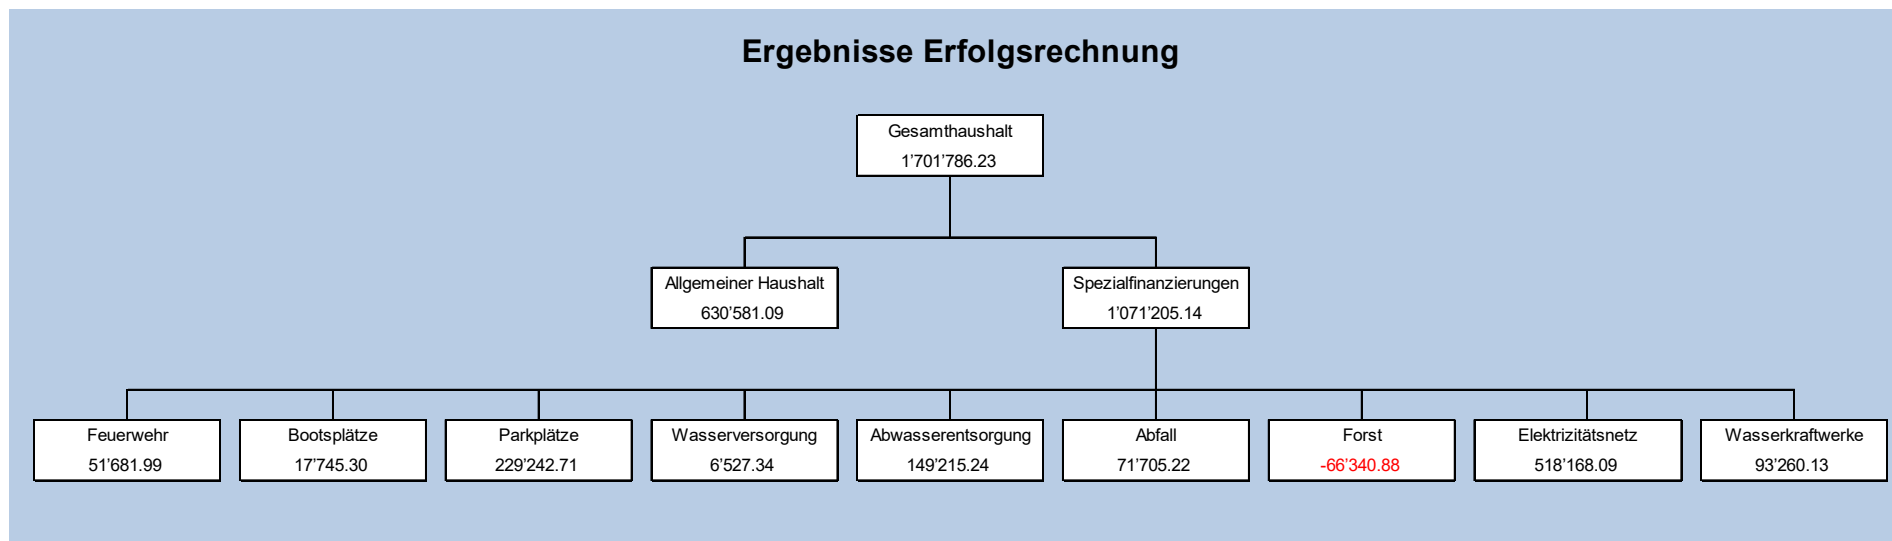 Ergebnisse Erfolgsrechnung
Gesamthaushalt
1’701’786.23
Allgemeiner Haushalt
630’581.09
Spezialfinanzierungen
1’071’205.14
Feuerwehr
51’681.99
Bootsplätze
17’745.30
Parkplätze
229’242.71
Wasserversorgung
6’527.34
Abwasserentsorgung
149’215.24
Abfall
71’705.22
Forst
-66’340.88
Elektrizitätsnetz
518’168.09
Wasserkraftwerke
93’260.13